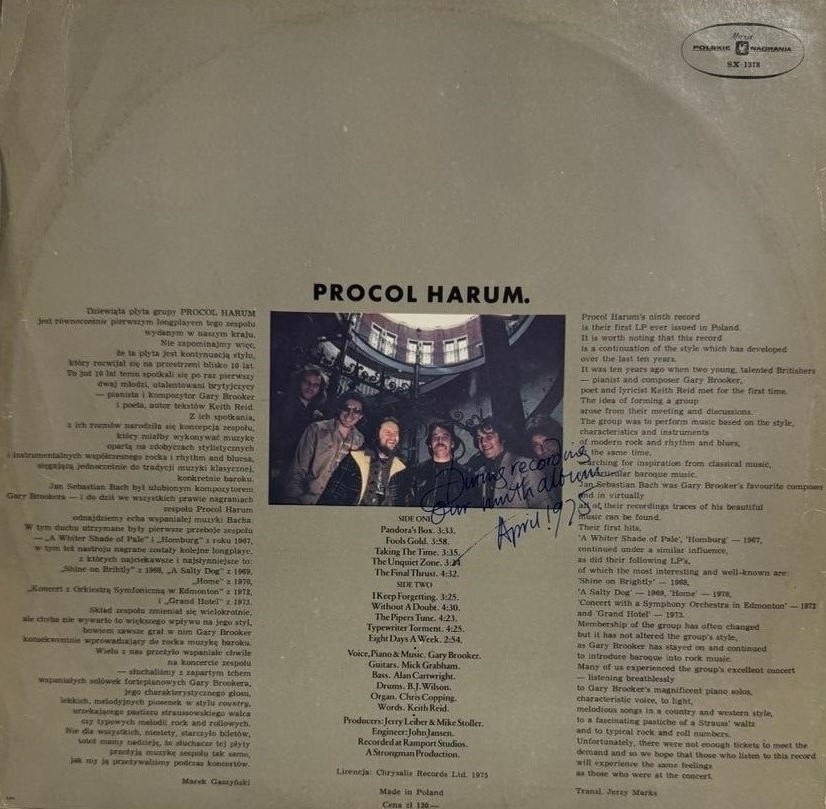 Muza
POLSKIE NAGRANIA
SX 1378
PROCOL HARUM.
Dziewiąta płyta grupy PROCOL HARUM
jest równocześnie pierwszym longplayem tego zespołu
wydanym w naszym kraju.
Nie zapominajmy więc,
że ta płyta jest kontynuacją stylu,
który rozwijał się na przestrzeni blisko 10 lat.
To już 10 lat temu spotkali się po raz pierwszy
dwaj młodzi, utalentowani brytyjczycy
— pianista i kompozytor Gary Brooker
i poeta, autor tekstów Keith Reid.
Z ich spotkania,
z ich rozmów narodziła się koncepcja zespołu,
który miałby wykonywać muzykę
opartą na zdobyczach stylistycznych
i instrumentalnych współczesnego rocka i rhythm and bluesa,
sięgającą jednocześnie do tradycji muzyki klasycznej,
konkretnie baroku.
Jan Sebastian Bach był ulubionym kompozytorem
Gary Brookera — i do dziś we wszystkich prawie nagraniach
zespołu Procol Harum
odnajdziemy echa wspaniałej muzyki Bacha.
W tym duchu utrzymane były pierwsze przeboje zespołu
— „A Whiter Shade of Pale" i „Homburg" z roku 1967,
w tym też nastroju nagrane zostały kolejne longplaye,
z których najciekawsze i najsłynniejsze to:
„Shine on Brihtly" z 1968, „A Salty Dog" z 1969,
„Home" z 1970,
„Koncert z Orkiestrą Symfoniczną w Edmonton" z 1972,
i „Grand Hotel" z 1973.
Skład zespołu zmieniał się wielokrotnie,
ale chyba nie wywarło to większego wpływu na jego styl,
bowiem zawsze grał w nim Gary Brooker
konsekwentnie wprowadzający do rocka muzykę baroku.
Wielu z nas przeżyło wspaniałe chwile
na koncercie zespołu
— słuchaliśmy z zapartym tchem
wspaniałych solówek fortepianowych Gary Brookera,
jego charakterystycznego głosu,
lekkich, melodyjnych piosenek w stylu country,
urzekającego pastiszu straussowskiego walca
czy typowych melodii rock and rollowych.
Nie dla wszystkich, niestety, starczyło biletów,
toteż mamy nadzieję, że słuchacze tej płyty
przeżyją muzykę zespołu tak samo,
jak my ją przeżywaliśmy podczas koncertów.
Marek Gaszyński
During recording
Our ninth album
April 1975
SIDE ONE
Pandora's Box. 3:33.
Fools Gold. 3:58.
Taking The Time. 3:35.
The Unquiet Zone. 3:34
The Final Thrust. 4:32.
SIDE TWO
I Keep Forgetting. 3:25.
Without A Doubt. 4:30.
The Pipers Tune. 4:23.
Typewriter Torment. 4:25.
Eight Days A Week. 2:54.
Voice, Piano & Music. Gary Brooker.
Guitars. Mick Grabham.
Bass. Alan Cartwright.
Drums. B.J. Wilson.
Organ. Chris Copping.
Words. Keith Reid.
Producers: Jerry Leiber & Mike Stoller.
Engineer: John Jansen.
Recorded at Ramport Studios.
A Strongman Production.
Licencja: Chrysalis Records Ltd. 1975
Made in Poland
Cena zł 120.—
Procol Harum's ninth record
is their first LP ever issued in Poland.
It is worth noting that this record
is a continuation of the style which has developed
over the last ten years.
It was ten years ago when two young, talented Britishers
— pianist and composer Gary Brooker,
poet and lyricist Keith Reid met for the first time.
The idea of forming a group
arose from their meeting and discussions.
The group was to perform music based on the style,
characteristics and instruments
of modern rock and rhythm and blues,
the same time,
searching for inspiration from classical music,
baroque music.
Jan Sebastian Bach was Gary Brooker's favourite composer
and in virtually
all of their recordings traces of his beautiful
music can be found.
Their first hits,
'A Whiter Shade of Pale', 'Homburg' — 1967,
continued under a similar influence,
as did their following LP's,
of which the most interesting and well-known are:
'Shine on Brightly' — 1968,
'A Salty Dog' — 1969, 'Home' — 1970,
'Concert with a Symphony Orchestra in Edmonton' — 1972
and 'Grand Hotel' — 1973.
Membership of the group has often changed
but it has not altered the group's style,
as Gary Brooker has stayed on and continued
to introduce baroque into rock music.
Many of us experienced the group's excellent concert
— listening breathlessly
to Gary Brooker's magnificent piano solos,
characteristic voice, to light,
melodious songs in a country and western style,
to a fascinating pastiche of a Strauss' waltz
and to typical rock and roll numbers.
Unfortunately, there were not enough tickets to meet the
demand and so we hope that those who listen to this record
will experience the same feelings
as those who were at the concert.
Transl. Jerzy Marks